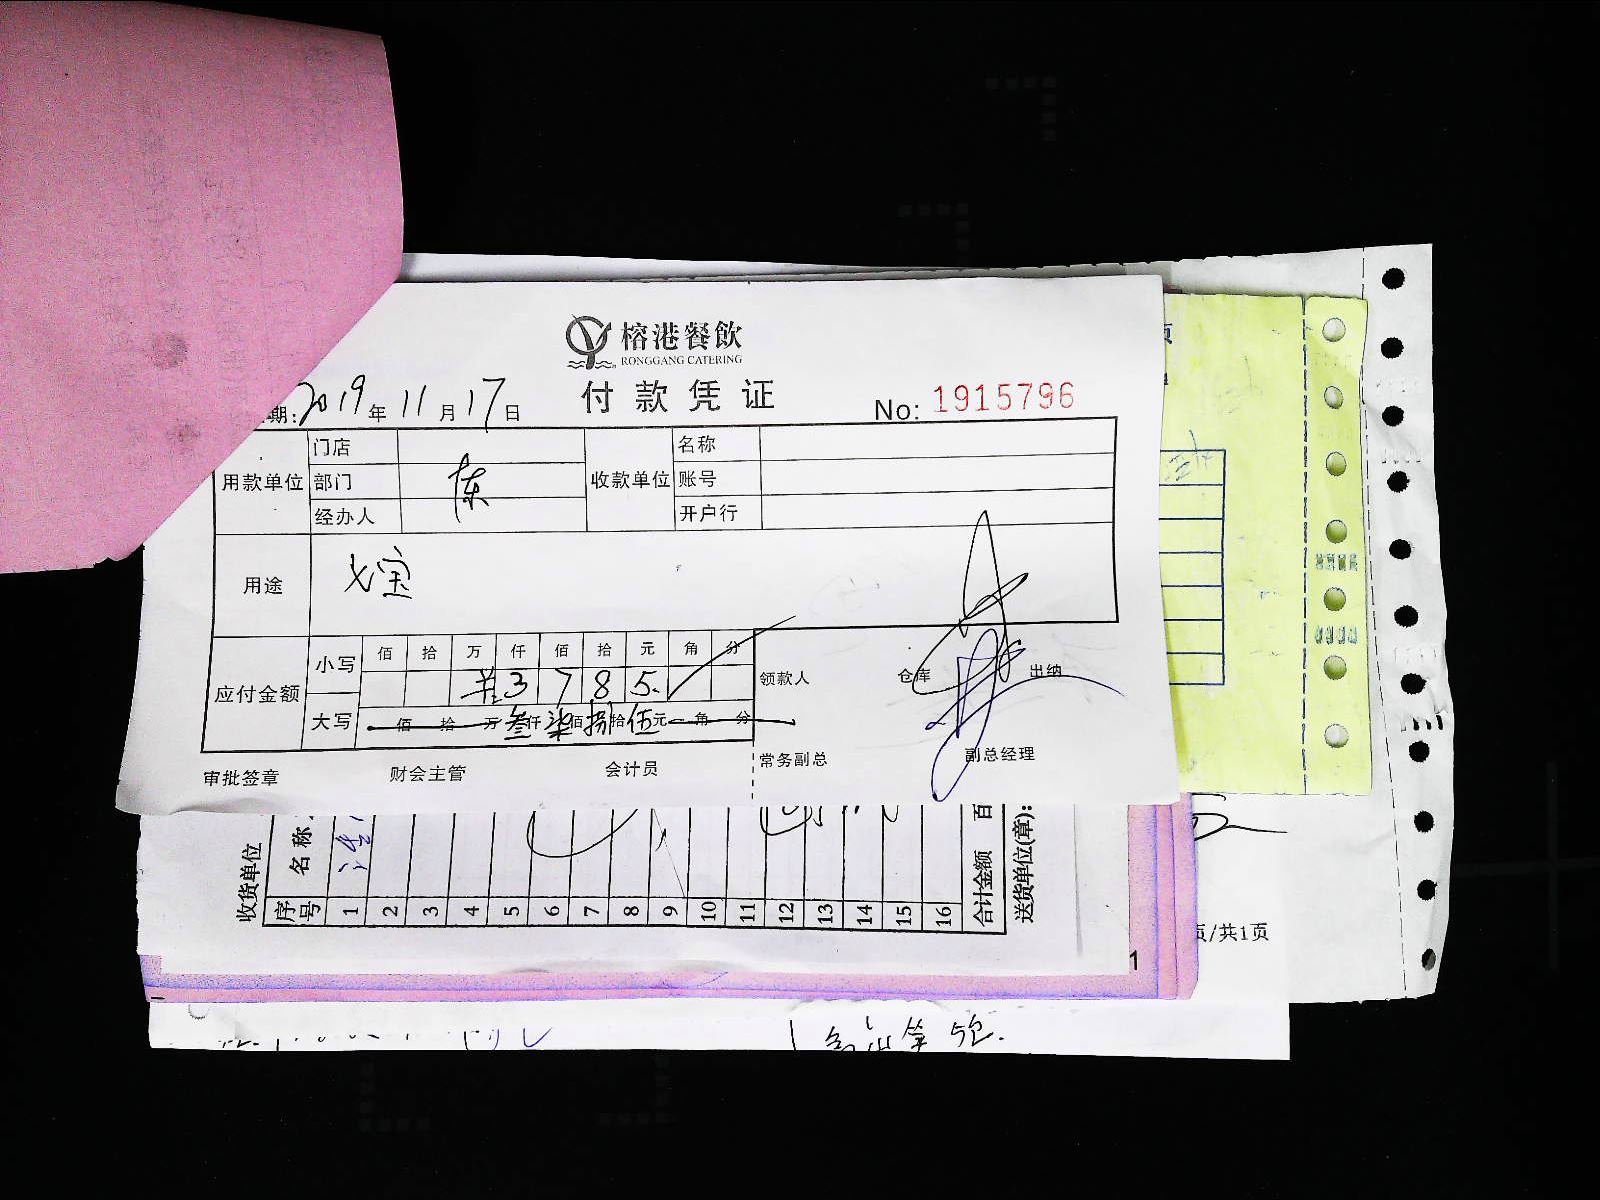 榕港餐飲
RONGGANG CATERING
付款凭证
期: 2019年11月17日
No: 1915796
用款单位 门店 收款单位 名称
部门 陈 账号
经办人 开户行
用途
应付金额 小写 佰 拾 万 仟 佰 拾 元 角 分
¥ 3 7 8 5.
大写 佰 拾 万 叁仟 柒佰 捌拾 伍元 角 分
领款人 仓库 出纳
常务副总 副总经理
审批签章 财会主管 会计员
收货单位
序号 名称
1
2
3
4
5
6
7
8
9
10
11
12
13
14
15
16
合计金额 百
送货单位(章):
页/共1页
1